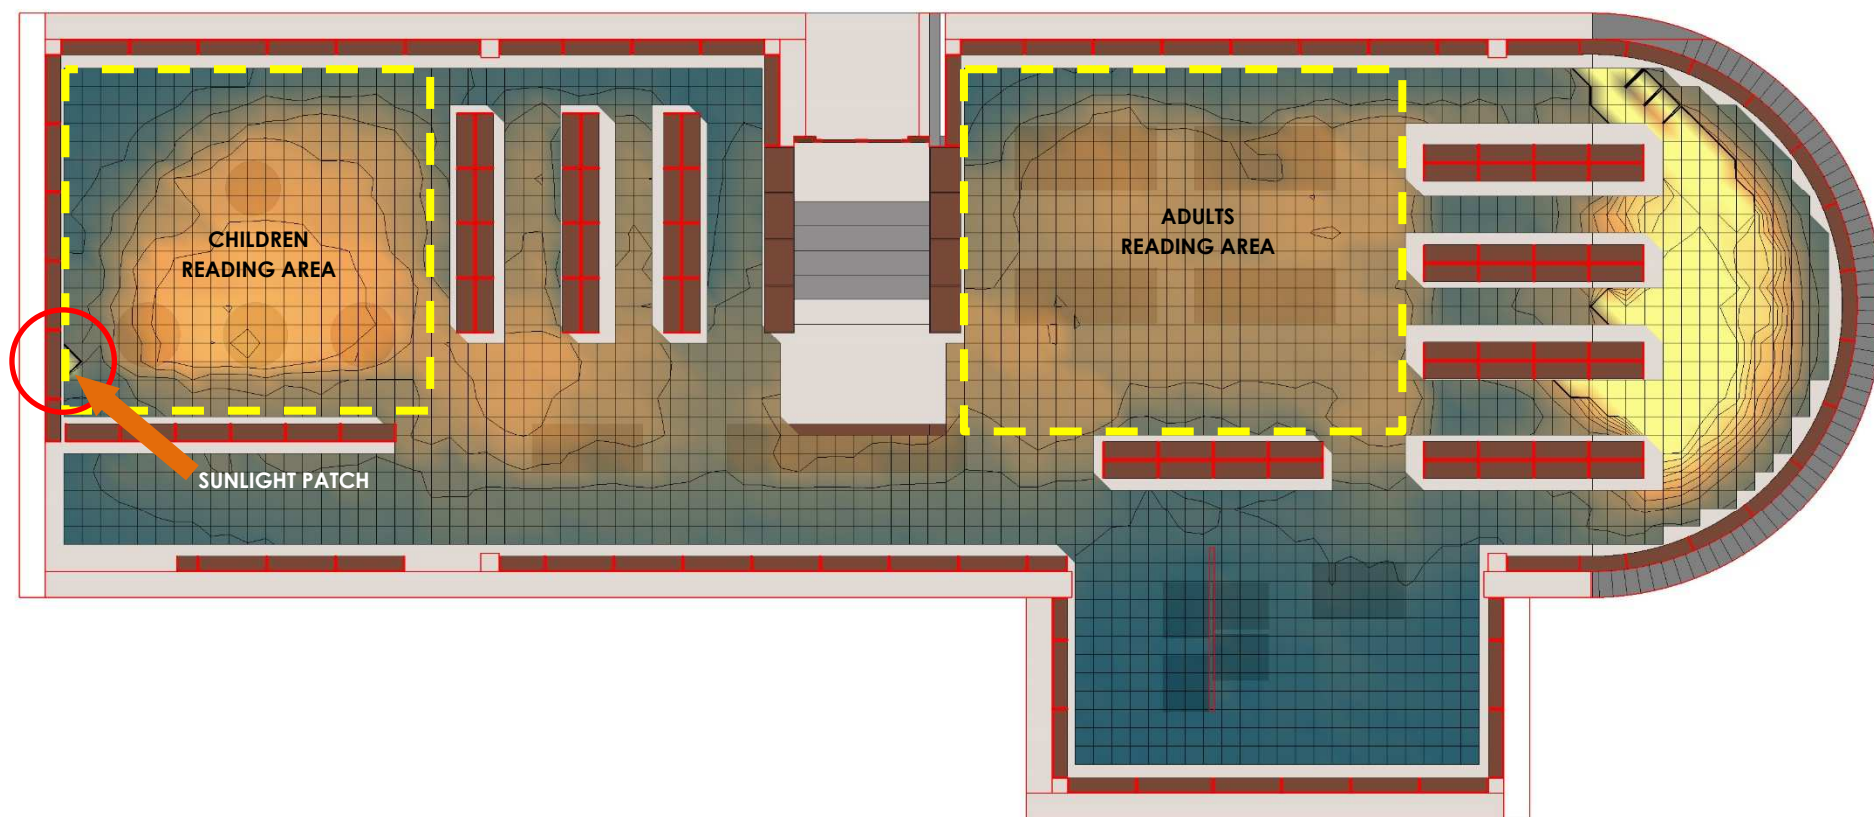 CHILDREN
READING AREA
ADULTS
READING AREA
SUNLIGHT PATCH